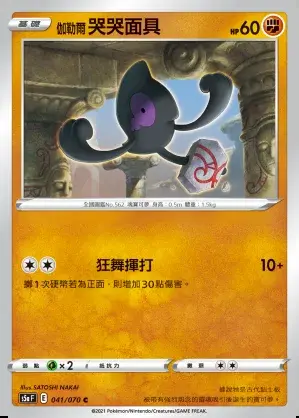 基礎 伽勒爾 哭哭面具 HP60
全國圖鑑No.562 魂寶可夢 身高：0.5m 體重：1.5kg
狂舞揮打 10+
擲1次硬幣若為正面，則增加30點傷害。
弱點 ×2 抵抗力 撤退
Illus. SATOSHI NAKAI
s5a F E 041/070 C
©2021 Pokémon/Nintendo/Creatures/GAME FREAK.